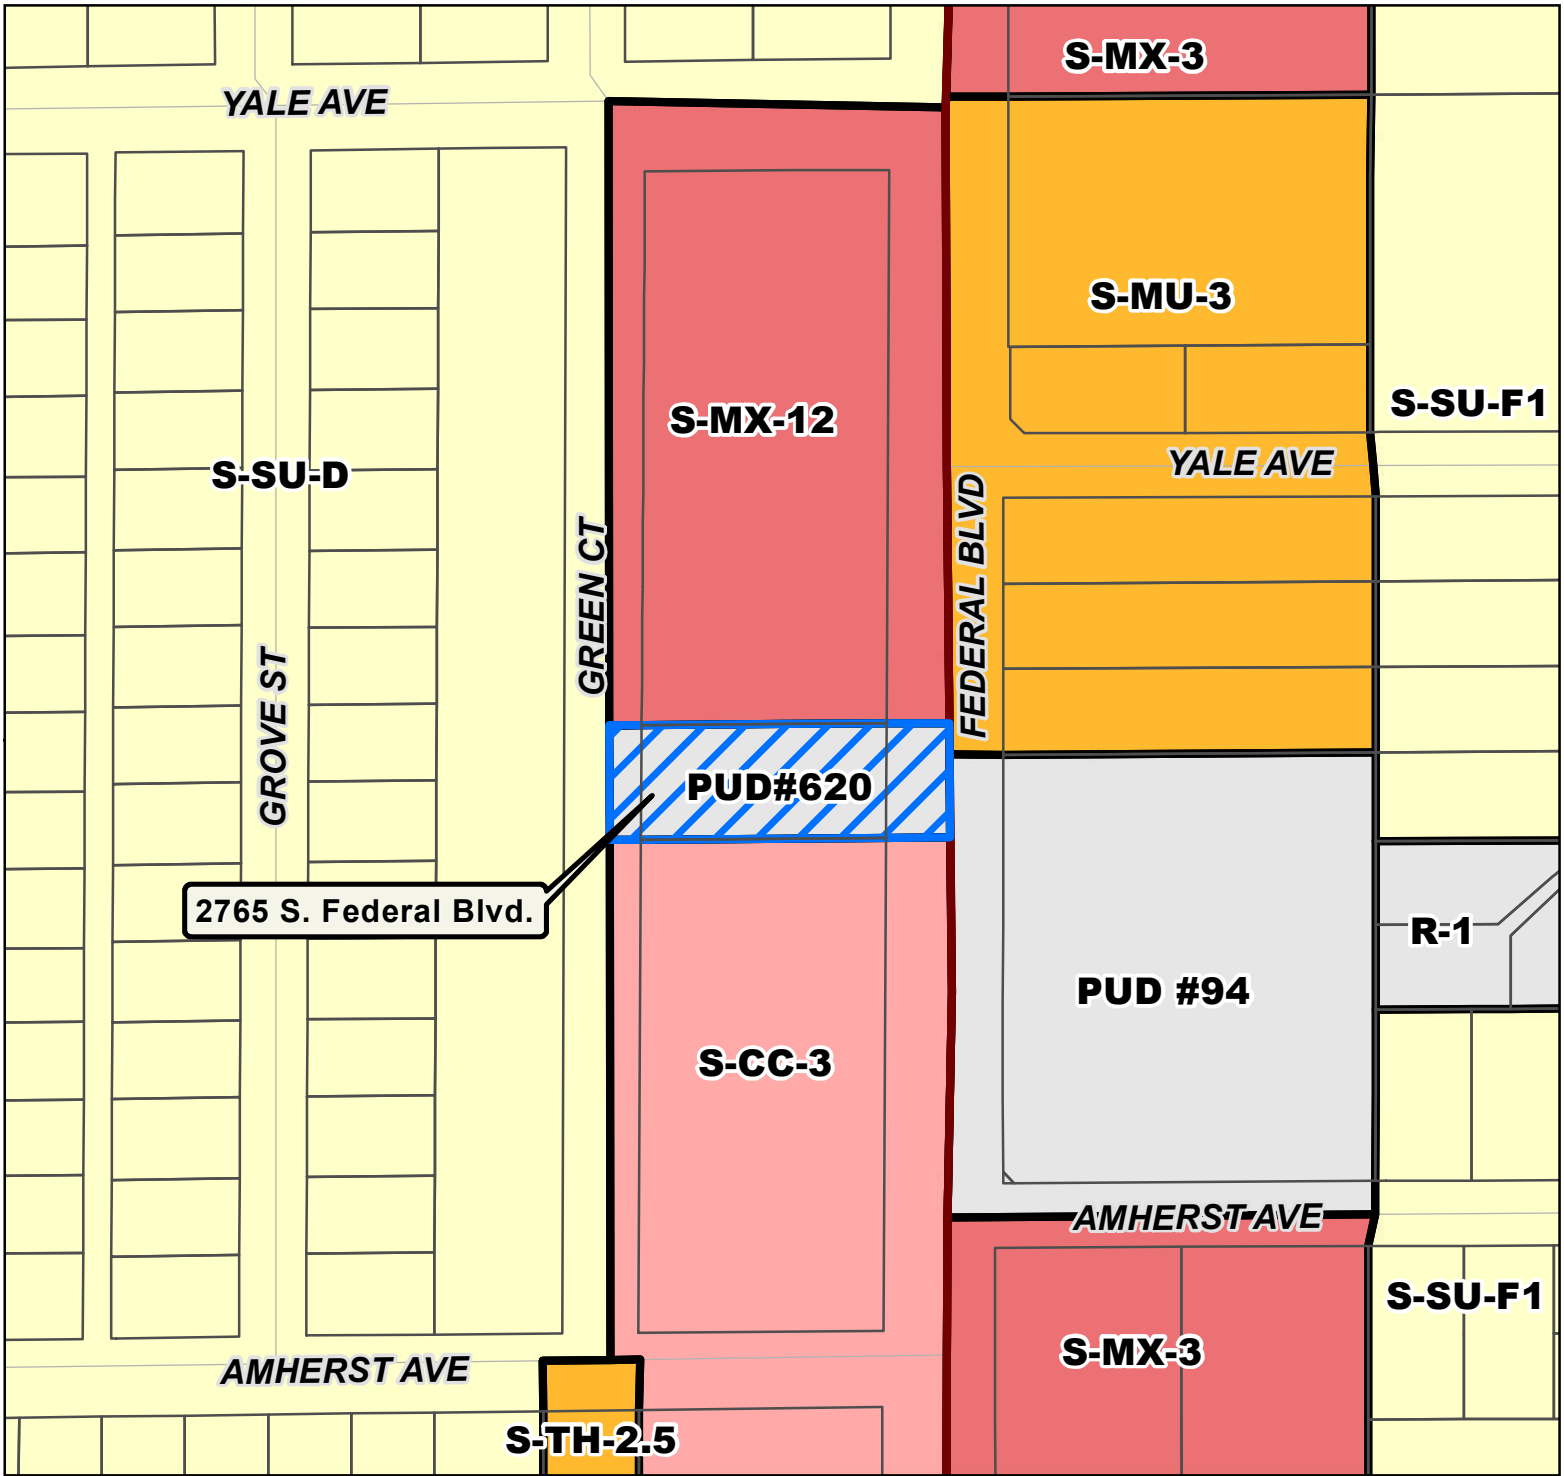 S-MX-3
YALE AVE
S-MU-3
S-SU-F1
S-MX-12
YALE AVE
S-SU-D
FEDERAL BLVD
GREEN CT
GROVE ST
PUD#620
2765 S. Federal Blvd.
R-1
PUD #94
S-CC-3
AMHERST AVE
S-SU-F1
S-MX-3
AMHERST AVE
S-TH-2.5